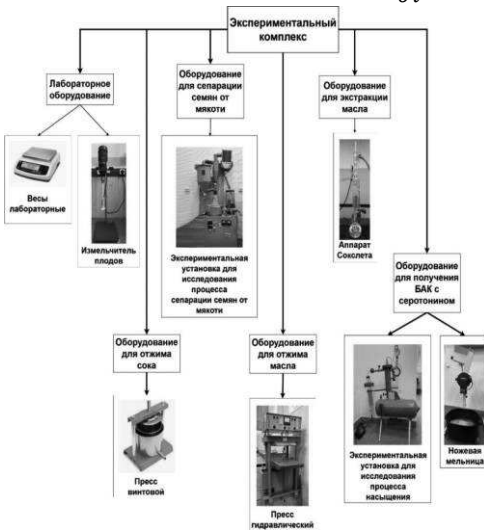 Экспериментальный
комплекс
Лабораторное
оборудование
Оборудование
для сепарации
семян от
мякоти
Оборудование
для экстракции
масла
Весы
лабораторные
Измельчитель
плодов
Экспериментальная
установка для
исследования
процесса
сепарации семян от
мякоти
Аппарат
Сокслета
Оборудование
для получения
БАК с
серотонином
Оборудование
для отжима
сока
Оборудование
для отжима
масла
Пресс
винтовой
Пресс
гидравлический
Экспериментальная
установка для
исследования
процесса
насыщения
Ножевая
мельница